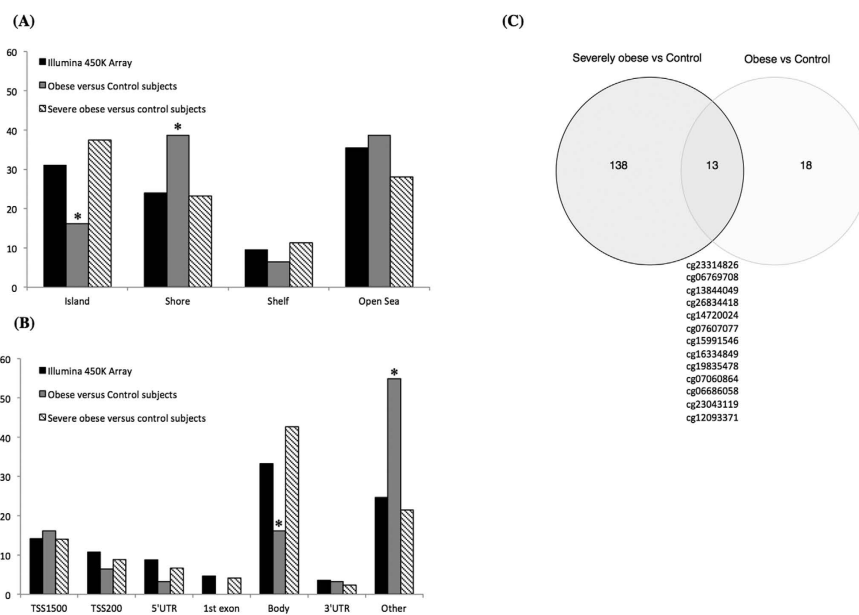 (A)
60
50
40
30
20
10
0
Illumina 450K Array
Obese versus Control subjects
Severe obese versus control subjects
*
*
Island Shore Shelf Open Sea
(B)
60
50
40
30
20
10
0
Illumina 450K Array
Obese versus Control subjects
Severe obese versus control subjects
*
*
TSS1500 TSS200 5'UTR 1st exon Body 3'UTR Other
(C)
Severely obese vs Control Obese vs Control
138 13 18
cg23314826
cg06769708
cg13844049
cg26834418
cg14720024
cg07607077
cg15991546
cg16334849
cg19835478
cg07060864
cg06686058
cg23043119
cg12093371